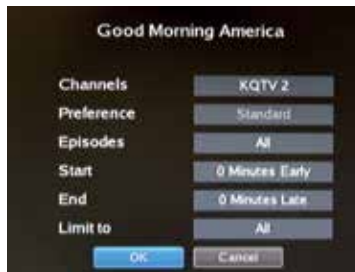 Good Morning America
Channels KQTV 2
Preference Standard
Episodes All
Start 0 Minutes Early
End 0 Minutes Late
Limit to All
OK Cancel